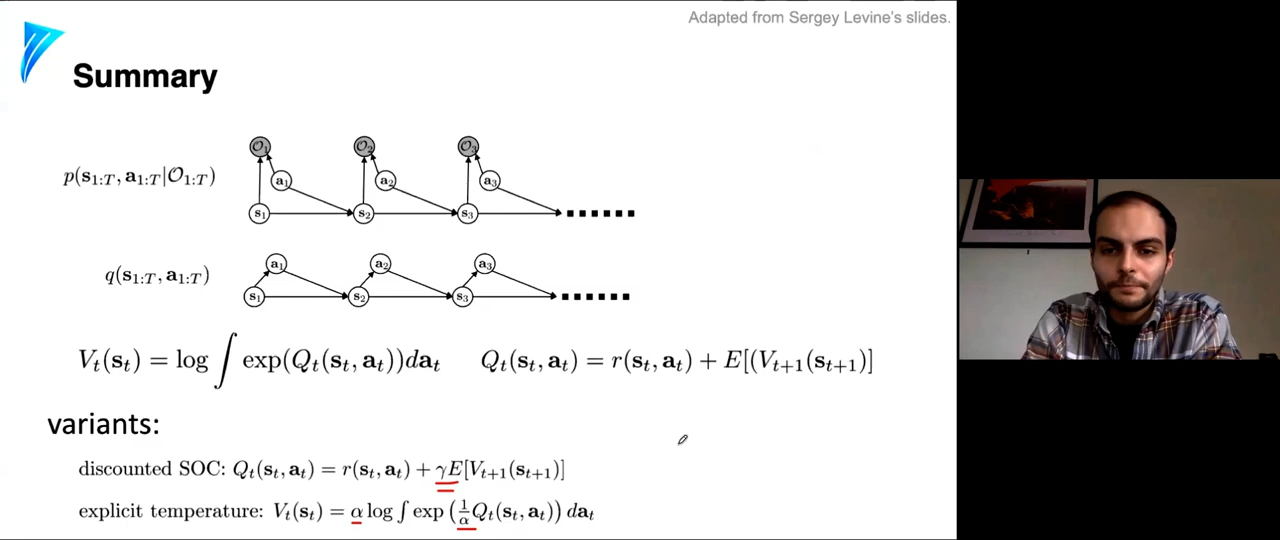 Adapted from Sergey Levine's slides.
Summary
O₁ O₂ O₃
p(s₁:T, a₁:T|O₁:T)
a₁ a₂ a₃
s₁ s₂ s₃
a₁ a₂ a₃
q(s₁:T, a₁:T)
s₁ s₂ s₃
Vₜ(sₜ) = log ∫ exp(Qₜ(sₜ, aₜ))daₜ Qₜ(sₜ, aₜ) = r(sₜ, aₜ) + E[(Vₜ₊₁(sₜ₊₁)]
variants:
discounted SOC: Qₜ(sₜ, aₜ) = r(sₜ, aₜ) + γE[Vₜ₊₁(sₜ₊₁)]
explicit temperature: Vₜ(sₜ) = α log ∫ exp (1/α Qₜ(sₜ, aₜ)) daₜ